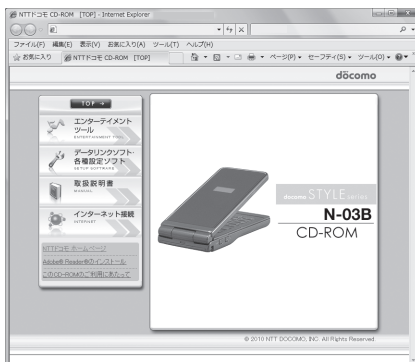 NTTドコモ CD-ROM [TOP] - Internet Explorer
ファイル(F) 編集(E) 表示(V) お気に入り(A) ツール(T) ヘルプ(H)
お気に入り NTTドコモ CD-ROM [TOP] ページ(P) セーフティ(S) ツール(O)
döcomo
TOP
エンターテイメント
ツール
ENTERTAINMENT TOOL
データリンクソフト・
各種設定ソフト
SETUP SOFTWARE
取扱説明書
MANUAL
インターネット接続
INTERNET
NTTドコモ ホームページ
Adobe® Reader®のインストール
このCD-ROMのご利用にあたって
docomo STYLE series
N-03B
CD-ROM
© 2010 NTT DOCOMO, INC. All Rights Reserved.